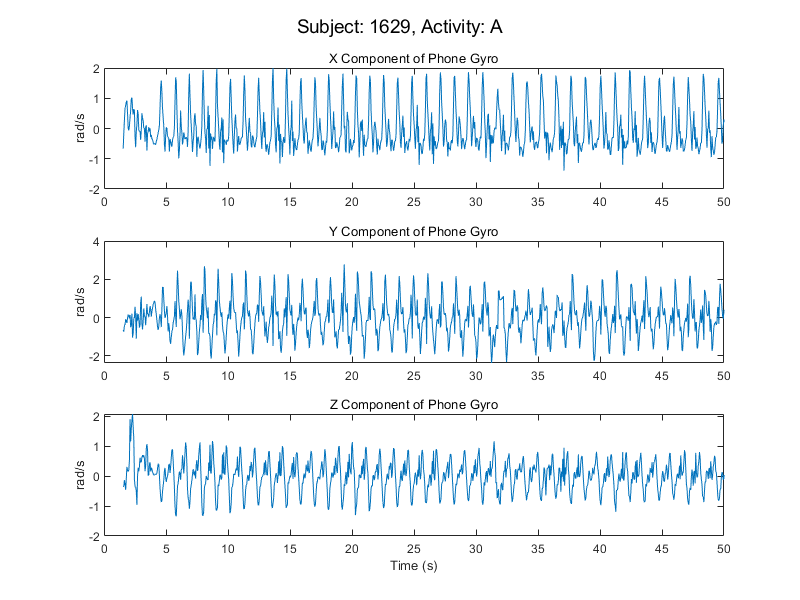 Subject: 1629, Activity: A
X Component of Phone Gyro
2
1
0
-1
-2
rad/s
0 5 10 15 20 25 30 35 40 45 50
Y Component of Phone Gyro
4
2
0
-2
rad/s
0 5 10 15 20 25 30 35 40 45 50
Z Component of Phone Gyro
2
1
0
-1
-2
rad/s
0 5 10 15 20 25 30 35 40 45 50
Time (s)